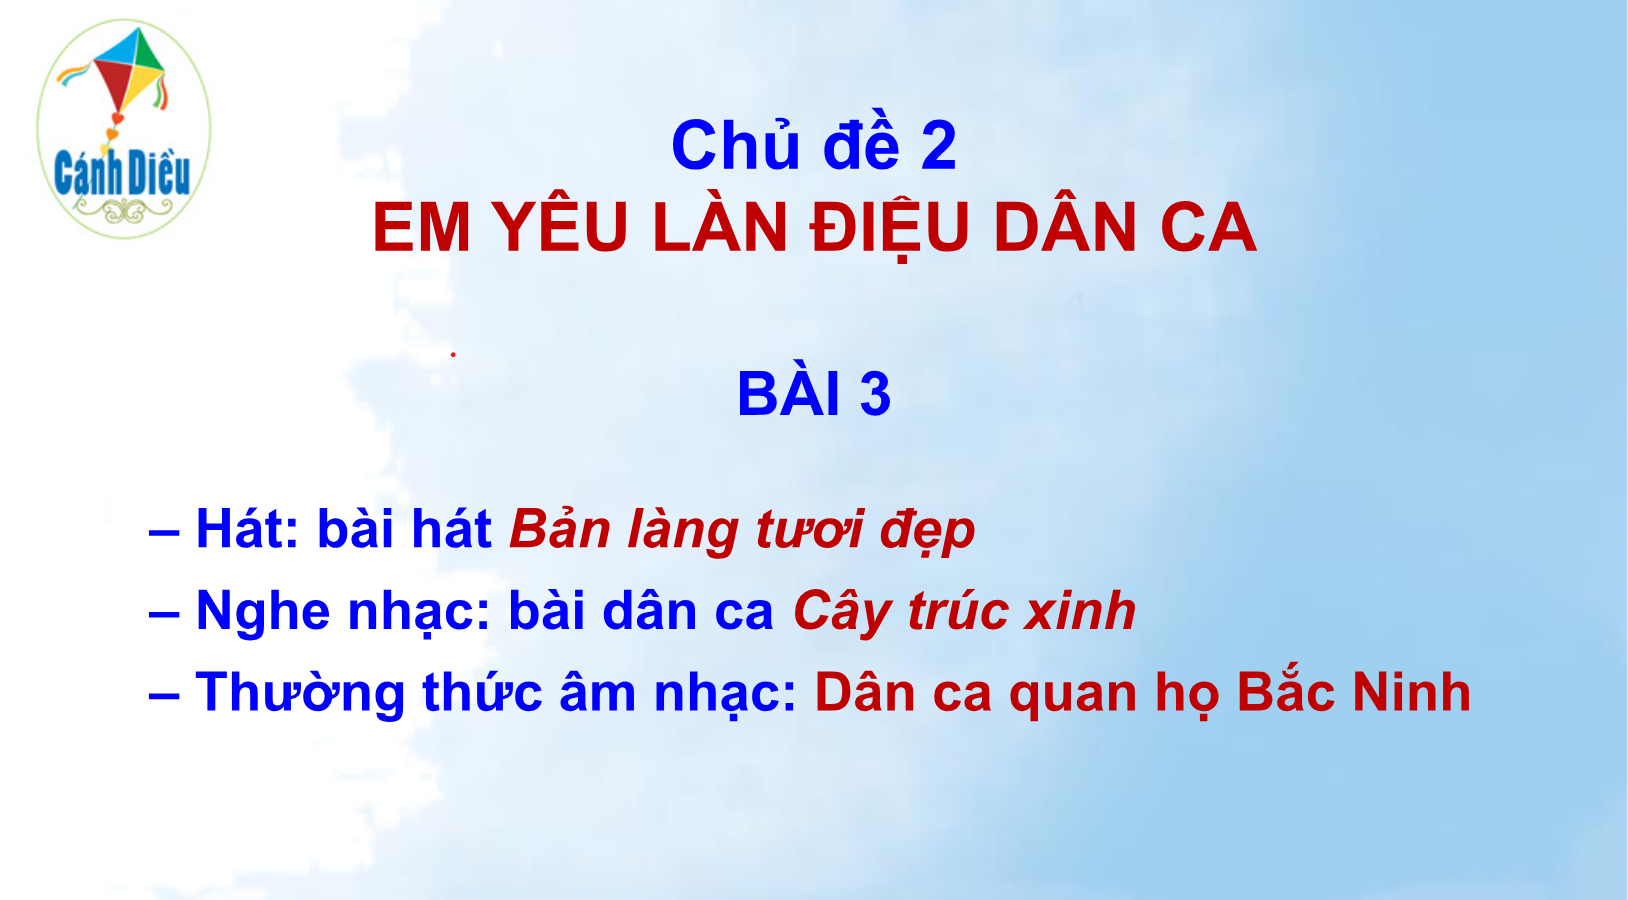 Cánh Diều
Chủ đề 2
EM YÊU LÀN ĐIỆU DÂN CA
BÀI 3
– Hát: bài hát Bản làng tươi đẹp
– Nghe nhạc: bài dân ca Cây trúc xinh
– Thường thức âm nhạc: Dân ca quan họ Bắc Ninh